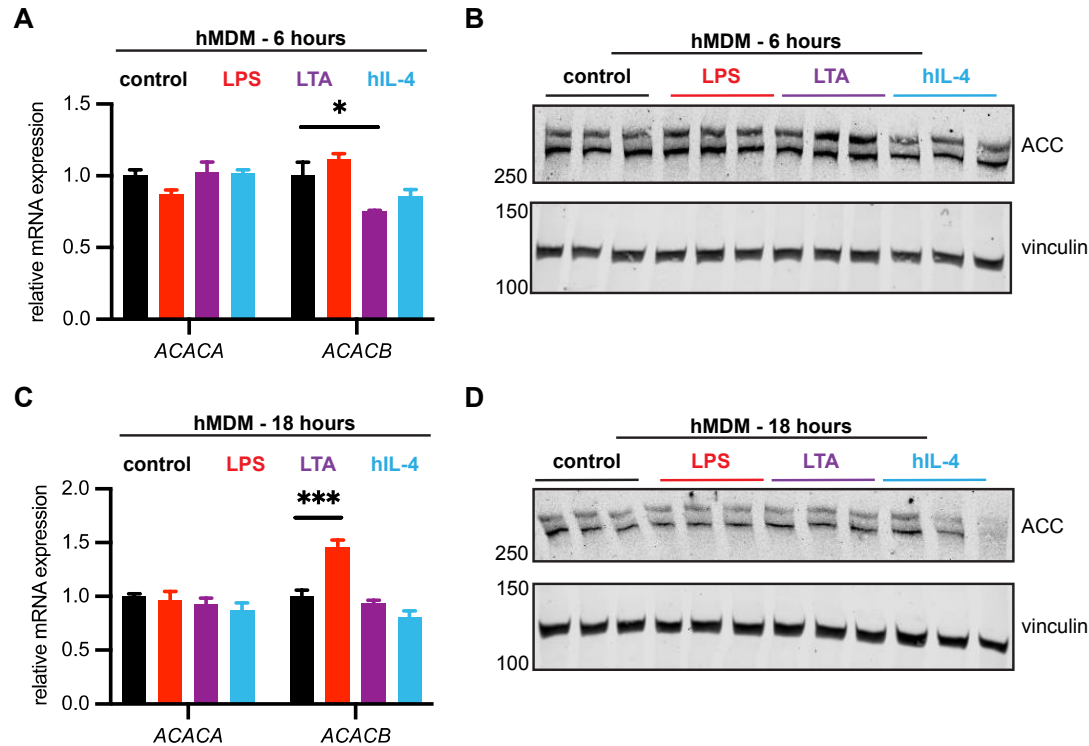 A
hMDM - 6 hours
control LPS LTA hIL-4
relative mRNA expression
1.5
*
1.0
0.5
0.0
ACACA ACACB
B
hMDM - 6 hours
control LPS LTA hIL-4
ACC
250
150
vinculin
100
C
hMDM - 18 hours
control LPS LTA hIL-4
relative mRNA expression
2.0
***
1.5
1.0
0.5
0.0
ACACA ACACB
D
hMDM - 18 hours
control LPS LTA hIL-4
ACC
250
150
vinculin
100